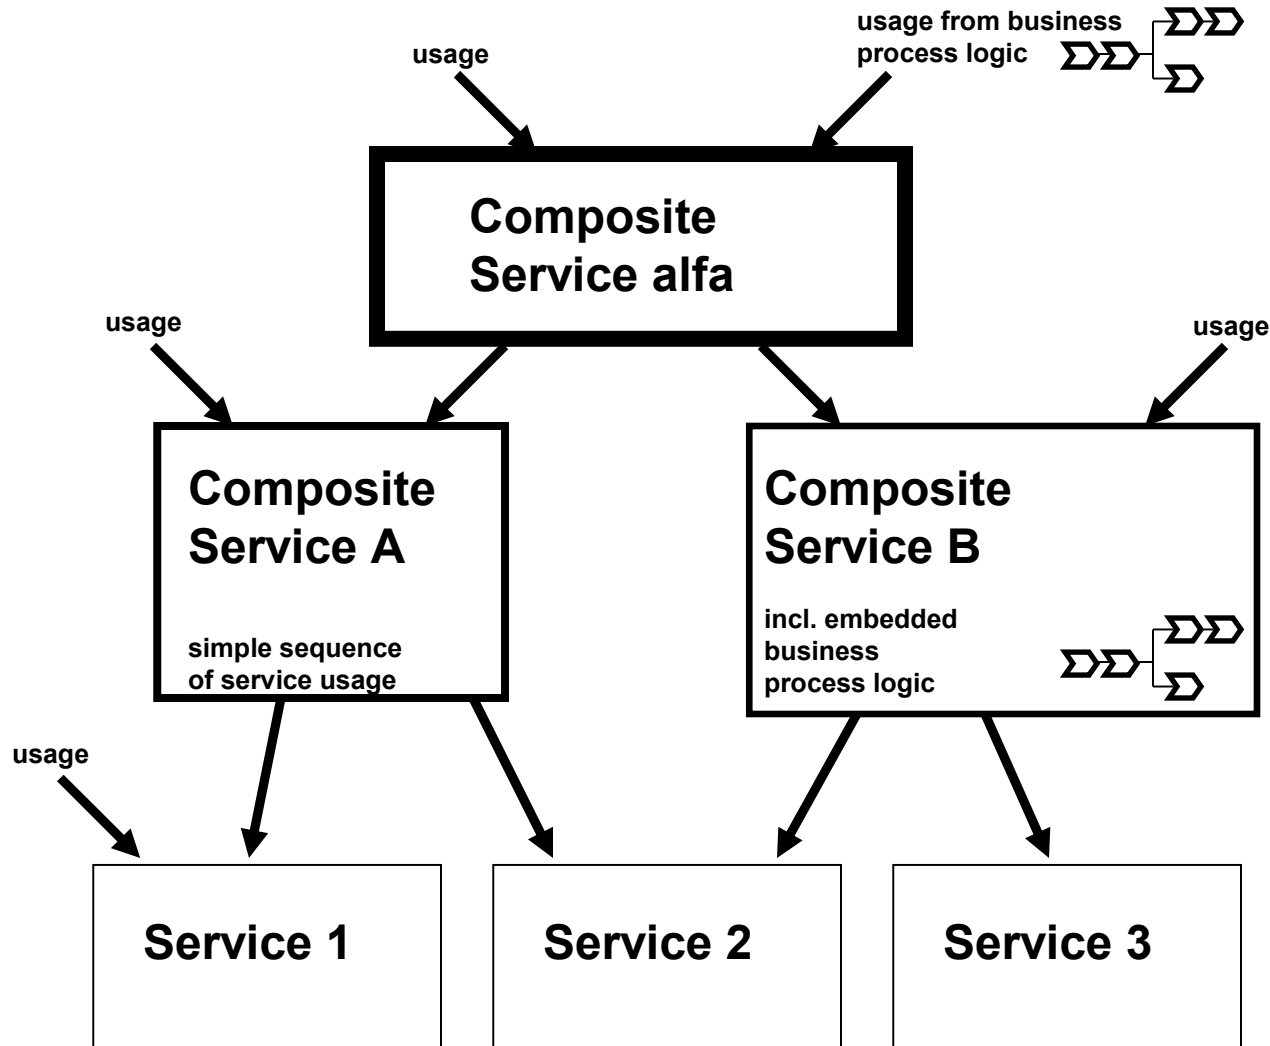 usage
usage from business
process logic
Composite
Service alfa
usage
usage
Composite
Service A
simple sequence
of service usage
Composite
Service B
incl. embedded
business
process logic
usage
Service 1
Service 2
Service 3